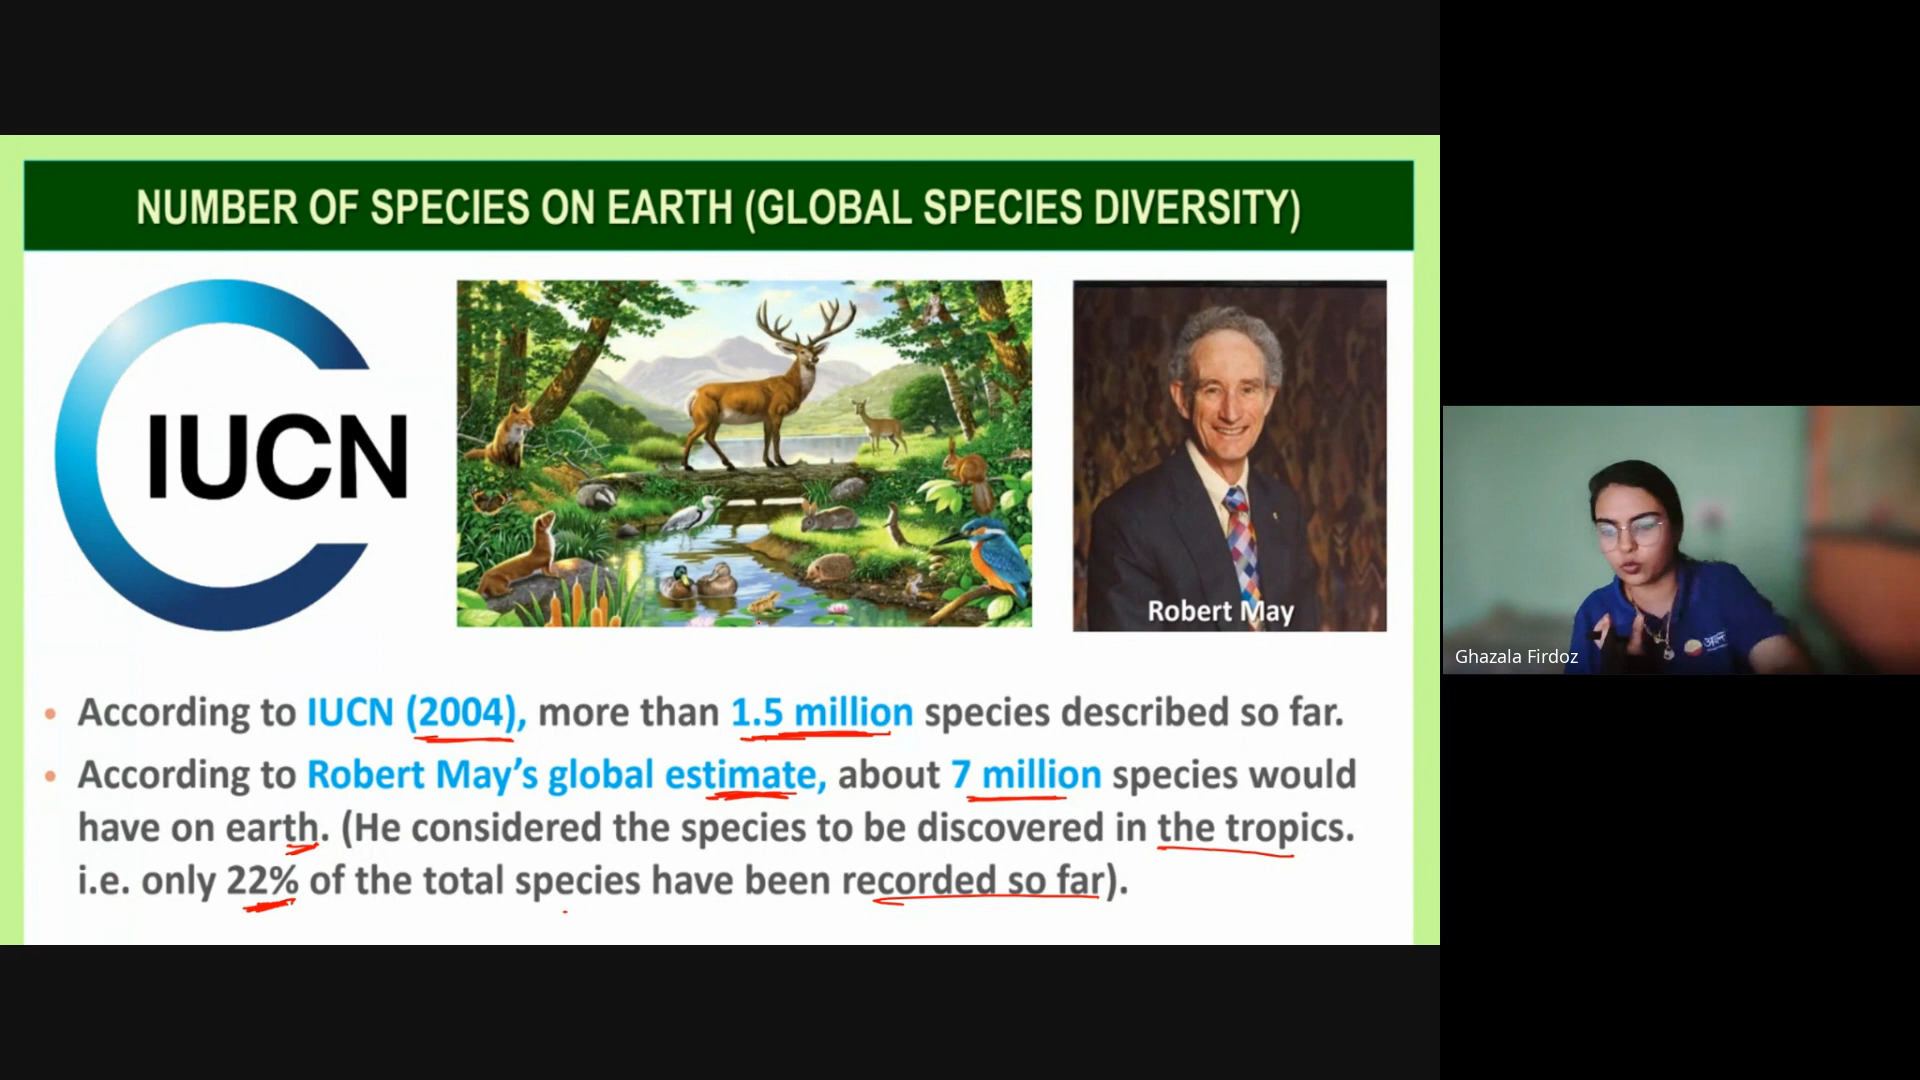 NUMBER OF SPECIES ON EARTH (GLOBAL SPECIES DIVERSITY)
IUCN
Robert May
• According to IUCN (2004), more than 1.5 million species described so far.
• According to Robert May’s global estimate, about 7 million species would
have on earth. (He considered the species to be discovered in the tropics.
i.e. only 22% of the total species have been recorded so far).
Ghazala Firdoz